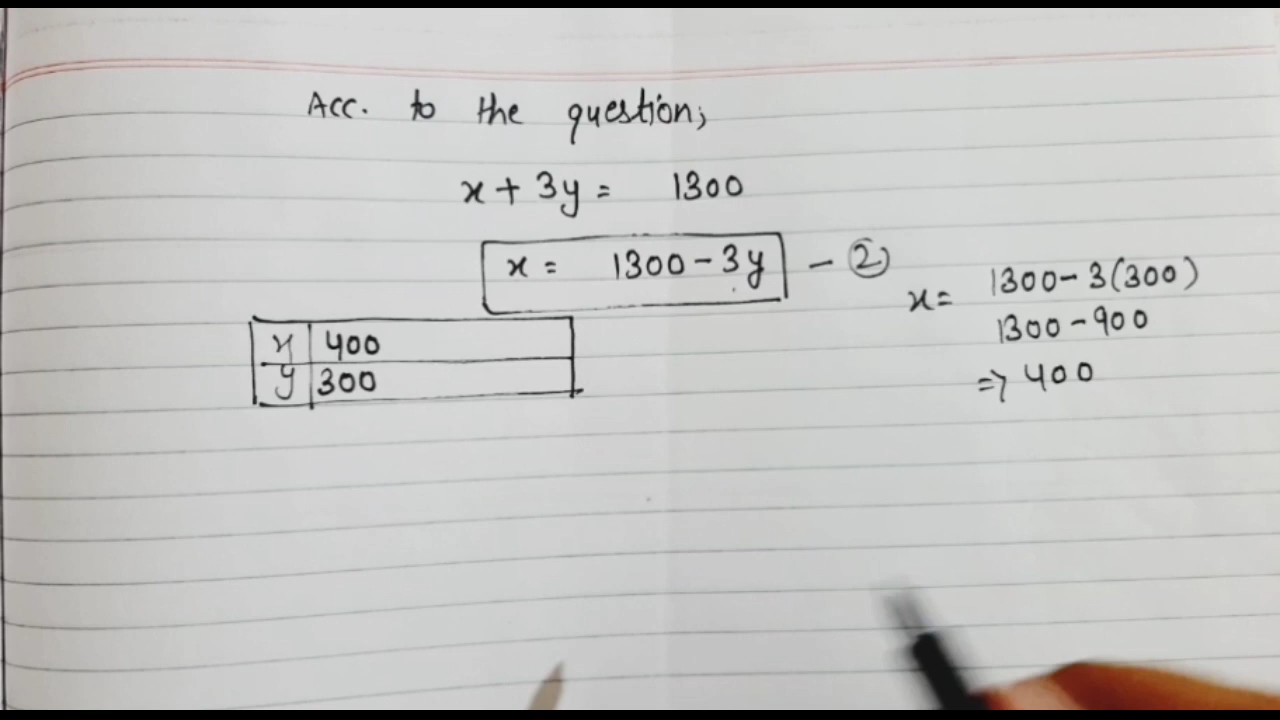 Acc. to the question;
x + 3y = 1300
x = 1300 - 3y - ②
x = 1300 - 3(300)
1300 - 900
=> 400
x 400
y 300